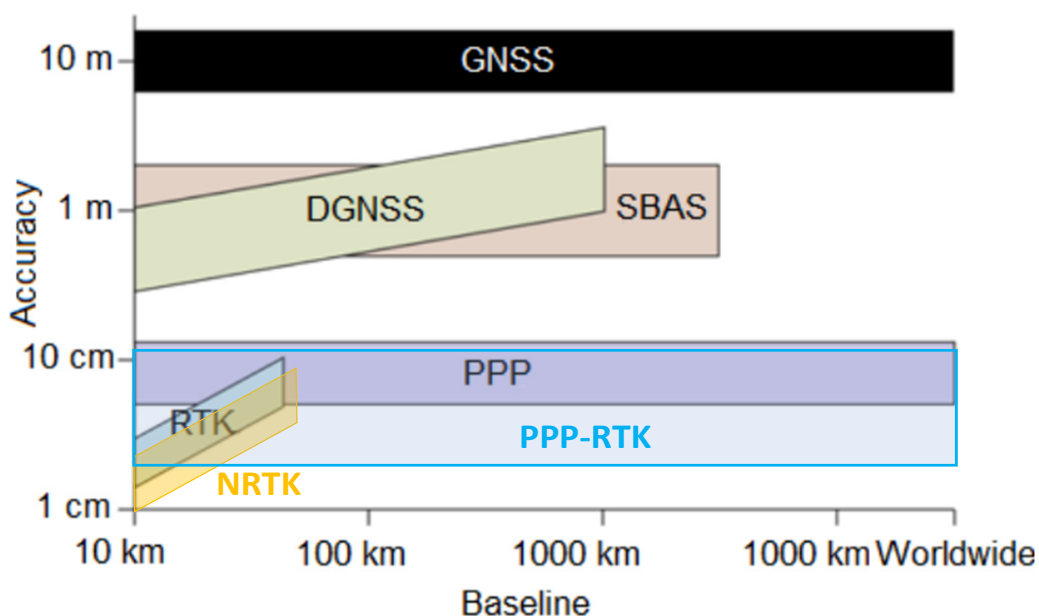 10 m
GNSS
1 m
DGNSS
SBAS
Accuracy
10 cm
PPP
RTK
PPP-RTK
NRTK
1 cm
10 km
100 km
1000 km
1000 km
Worldwide
Baseline